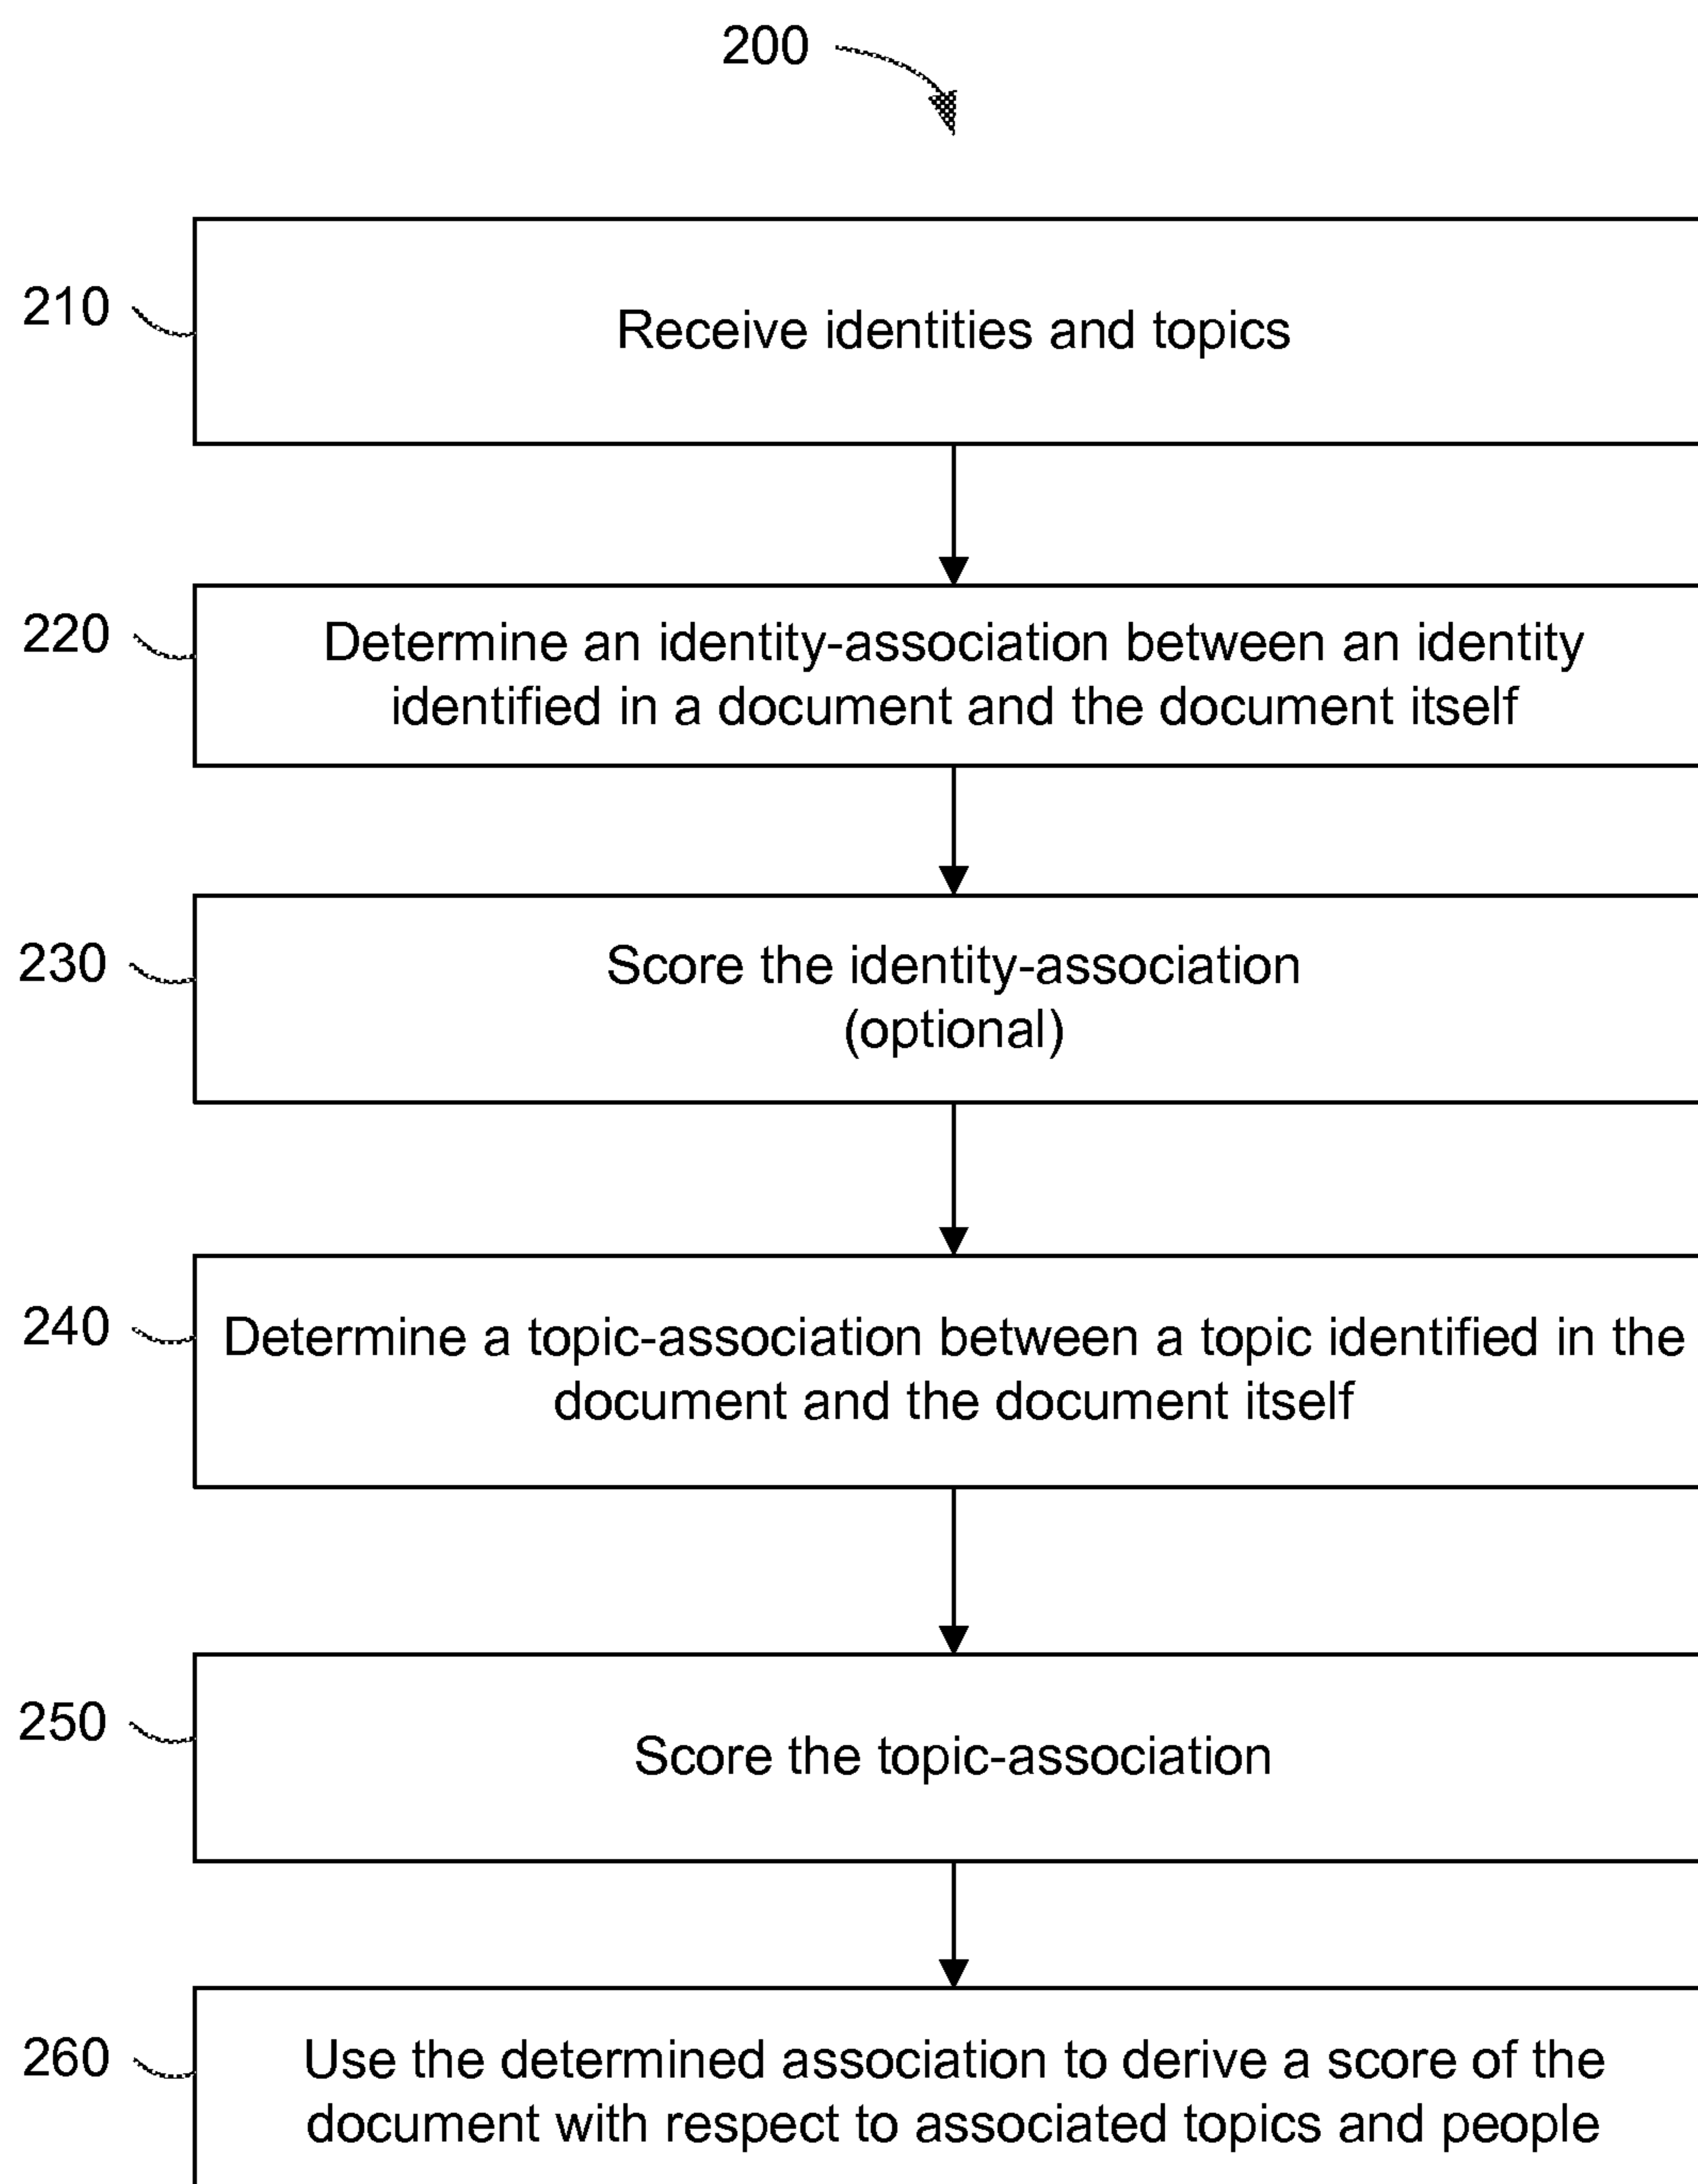 200
210
Receive identities and topics
220
Determine an identity-association between an identity
identified in a document and the document itself
230
Score the identity-association
(optional)
240
Determine a topic-association between a topic identified in the
document and the document itself
250
Score the topic-association
260
Use the determined association to derive a score of the
document with respect to associated topics and people